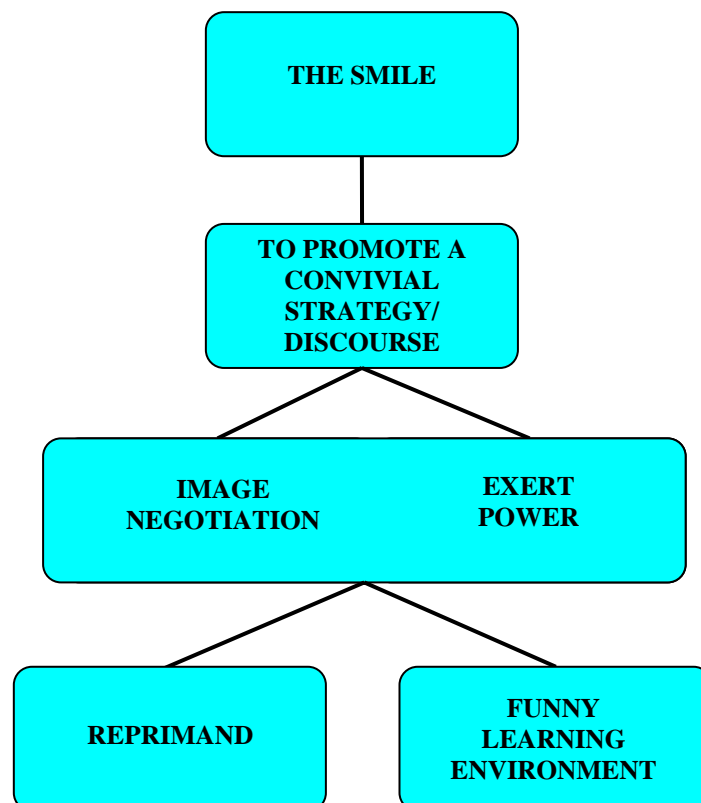 THE SMILE
TO PROMOTE A
CONVIVIAL
STRATEGY/
DISCOURSE
IMAGE
NEGOTIATION
EXERT
POWER
REPRIMAND
FUNNY
LEARNING
ENVIRONMENT